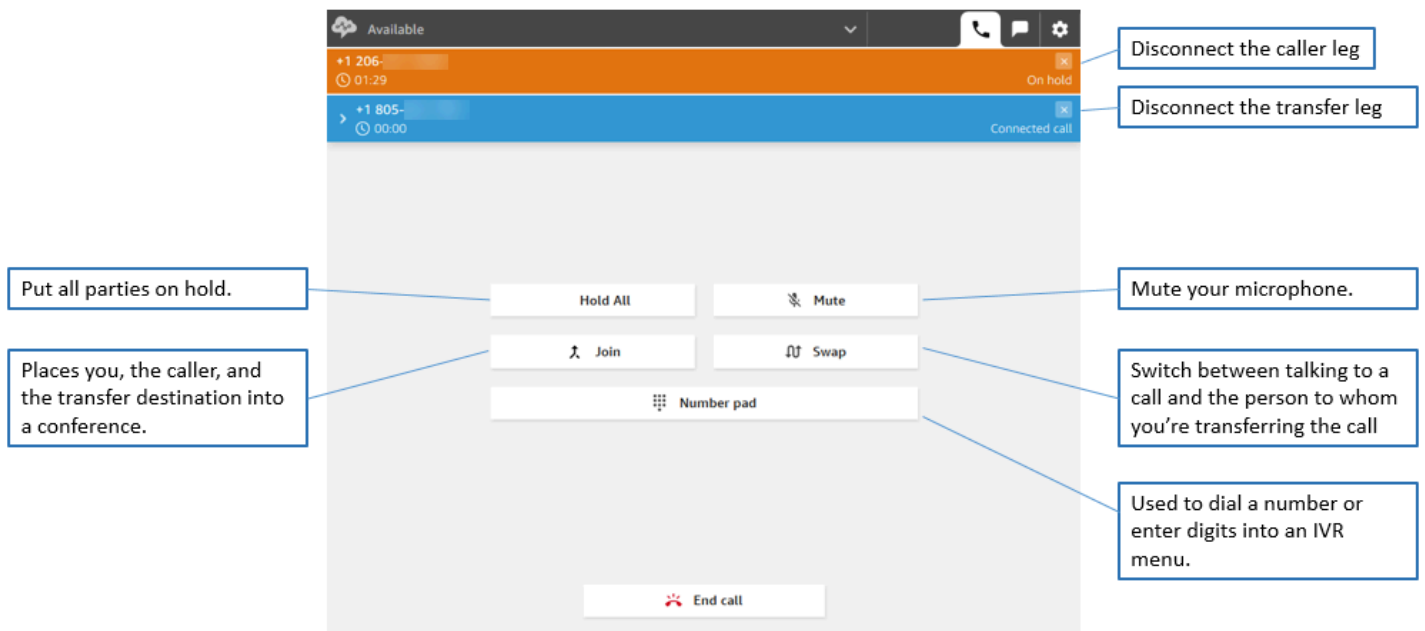 Available
+1 206-
01:29
On hold
+1 805-
00:00
Connected call
Disconnect the caller leg
Disconnect the transfer leg
Put all parties on hold.
Hold All
Mute
Mute your microphone.
Places you, the caller, and
the transfer destination into
a conference.
Join
Swap
Switch between talking to a
call and the person to whom
you’re transferring the call
Number pad
Used to dial a number or
enter digits into an IVR
menu.
End call